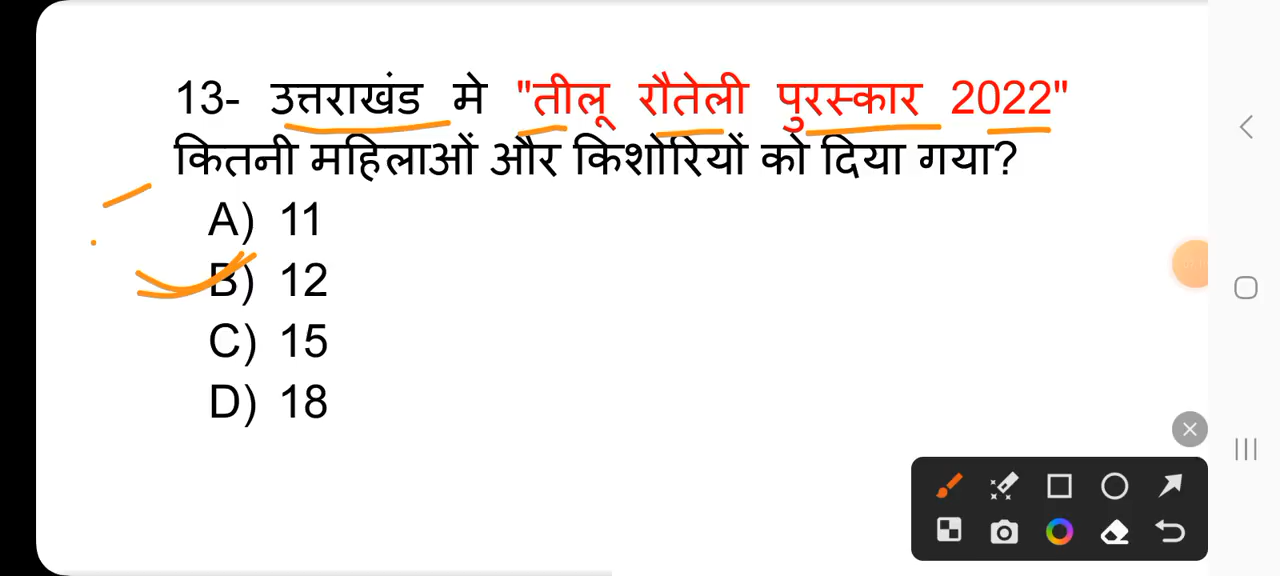 13- उत्तराखंड मे "तीलू रौतेली पुरस्कार 2022"
कितनी महिलाओं और किशोरियों को दिया गया?
A) 11
B) 12
C) 15
D) 18